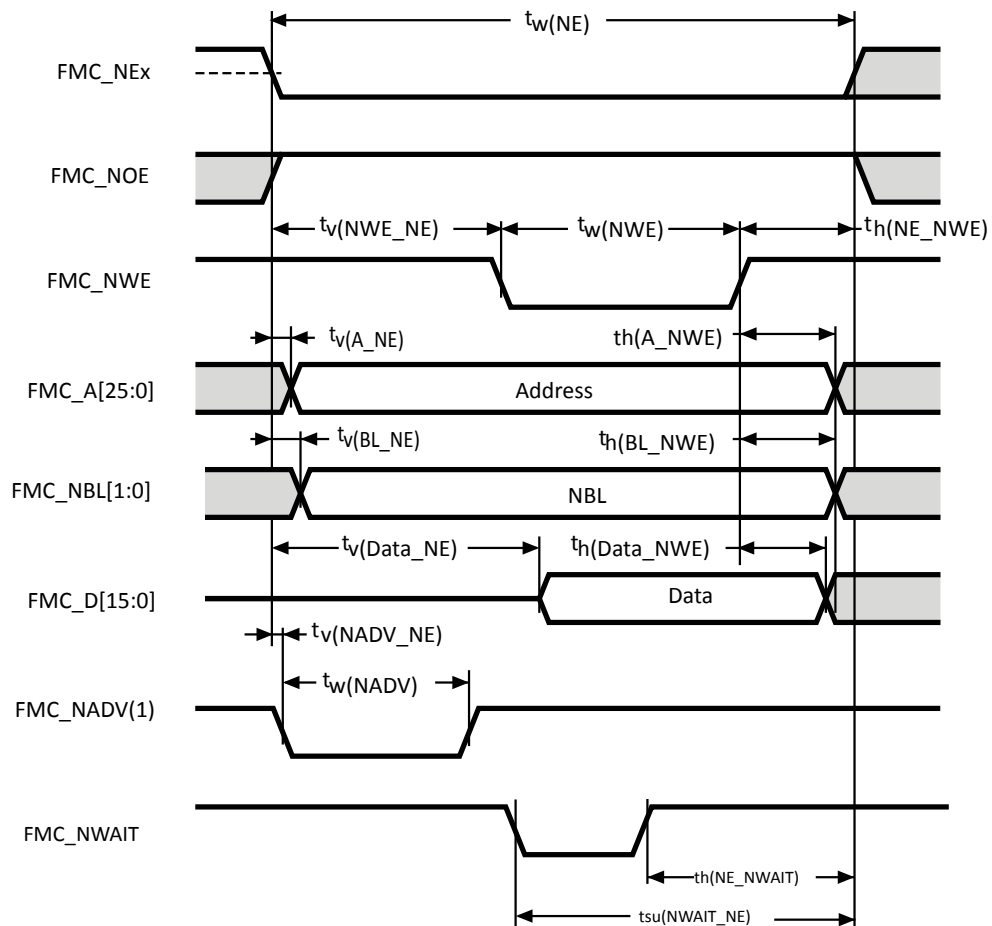 tw(NE)
FMC_NEx
FMC_NOE
tv(NWE_NE)
tw(NWE)
th(NE_NWE)
FMC_NWE
tv(A_NE)
th(A_NWE)
FMC_A[25:0]
Address
tv(BL_NE)
th(BL_NWE)
FMC_NBL[1:0]
NBL
tv(Data_NE)
th(Data_NWE)
FMC_D[15:0]
Data
tv(NADV_NE)
tw(NADV)
FMC_NADV(1)
FMC_NWAIT
th(NE_NWAIT)
tsu(NWAIT_NE)